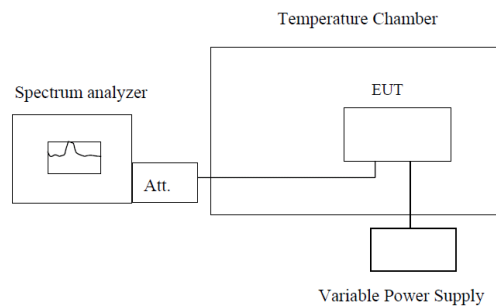 Temperature Chamber
Spectrum analyzer
EUT
Att.
Variable Power Supply